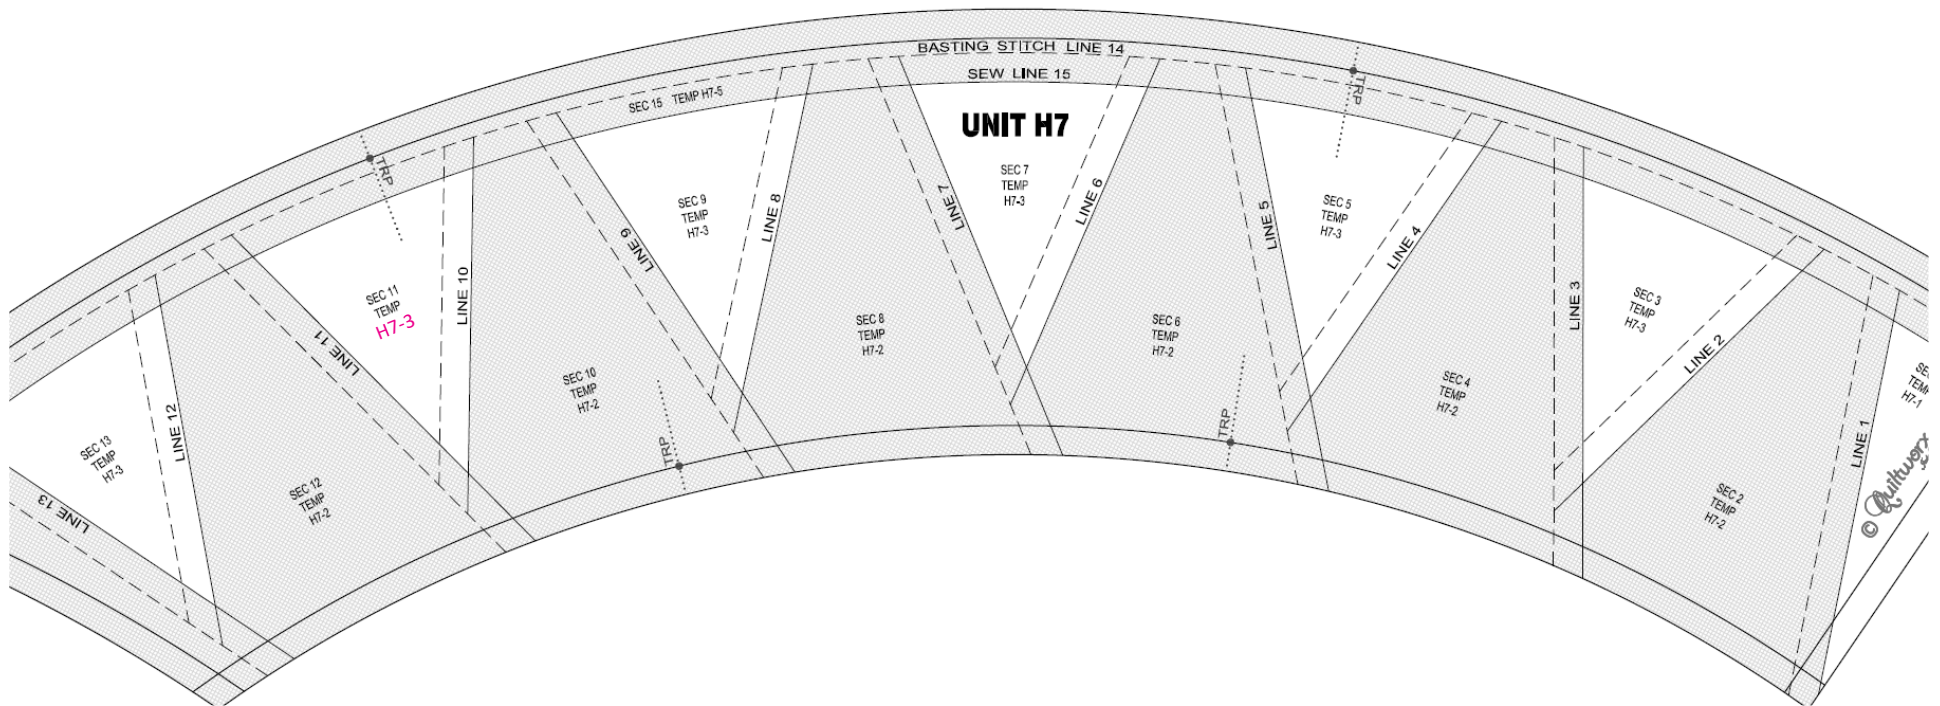 BASTING STITCH LINE 14
SEW LINE 15
SEC 15 TEMP H7-5
UNIT H7
TRP
TRP
SEC 13
TEMP
H7-3
LINE 13
LINE 12
SEC 12
TEMP
H7-2
LINE 11
SEC 11
TEMP
H7-3
LINE 10
SEC 10
TEMP
H7-2
TRP
LINE 9
SEC 9
TEMP
H7-3
LINE 8
SEC 8
TEMP
H7-2
LINE 7
SEC 7
TEMP
H7-3
LINE 6
SEC 6
TEMP
H7-2
TRP
LINE 5
SEC 5
TEMP
H7-3
LINE 4
SEC 4
TEMP
H7-2
LINE 3
SEC 3
TEMP
H7-3
LINE 2
SEC 2
TEMP
H7-2
LINE 1
H7-1
© Quiltworx